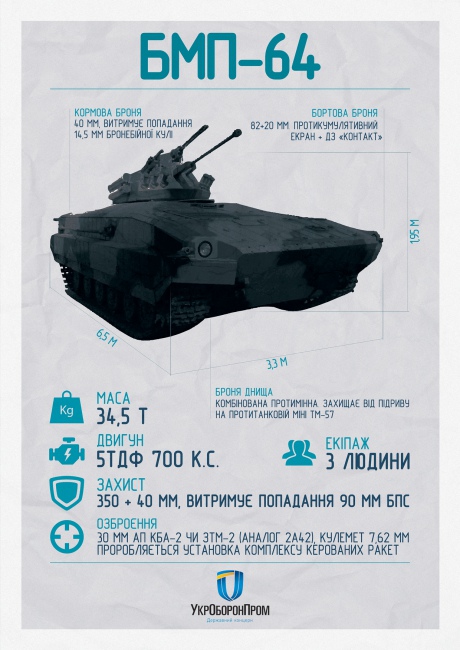 БМП-64
КОРМОВА БРОНЯ
40 ММ, ВИТРИМУЄ ПОПАДАННЯ
14,5 ММ БРОНЕБІЙНОЇ КУЛІ
БОРТОВА БРОНЯ
82+20 ММ ПРОТИКУМУЛЯТИВНИЙ
ЕКРАН + ДЗ «КОНТАКТ»
1,95 М
6,5 М
3,3 М
БРОНЯ ДНИЩА
КОМБІНОВАНА ПРОТИМІННА. ЗАХИЩАЄ ВІД ПІДРИВУ
НА ПРОТИТАНКОВІЙ МІНІ ТМ-57
Kg
МАСА
34,5 Т
ДВИГУН
5ТДФ 700 К.С.
ЕКІПАЖ
3 ЛЮДИНИ
ЗАХИСТ
350 + 40 ММ, ВИТРИМУЄ ПОПАДАННЯ 90 ММ БПС
ОЗБРОЄННЯ
30 ММ АП КБА-2 ЧИ ЗТМ-2 (АНАЛОГ 2А42), КУЛЕМЕТ 7,62 ММ
ПРОРОБЛЯЄТЬСЯ УСТАНОВКА КОМПЛЕКСУ КЕРОВАНИХ РАКЕТ
УКРОБОРОНПРОМ
Державний концерн